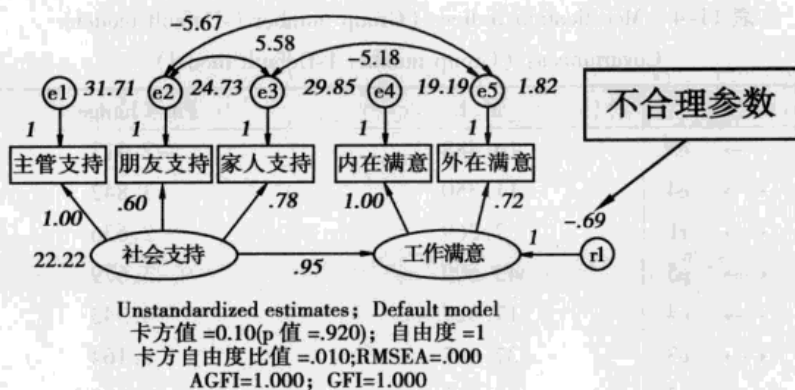 -5.67
5.58
-5.18
e1 31.71 e2 24.73 e3 29.85 e4 19.19 e5 1.82
不合理参数
1 1 1 1 1
主管支持 朋友支持 家人支持 内在满意 外在满意
1.00 .60 .78 1.00 .72
-.69
22.22 社会支持 .95 工作满意 1 r1
Unstandardized estimates；Default model
卡方值 =0.10(p 值 =.920)；自由度 =1
卡方自由度比值 =.010;RMSEA=.000
AGFI=1.000；GFI=1.000